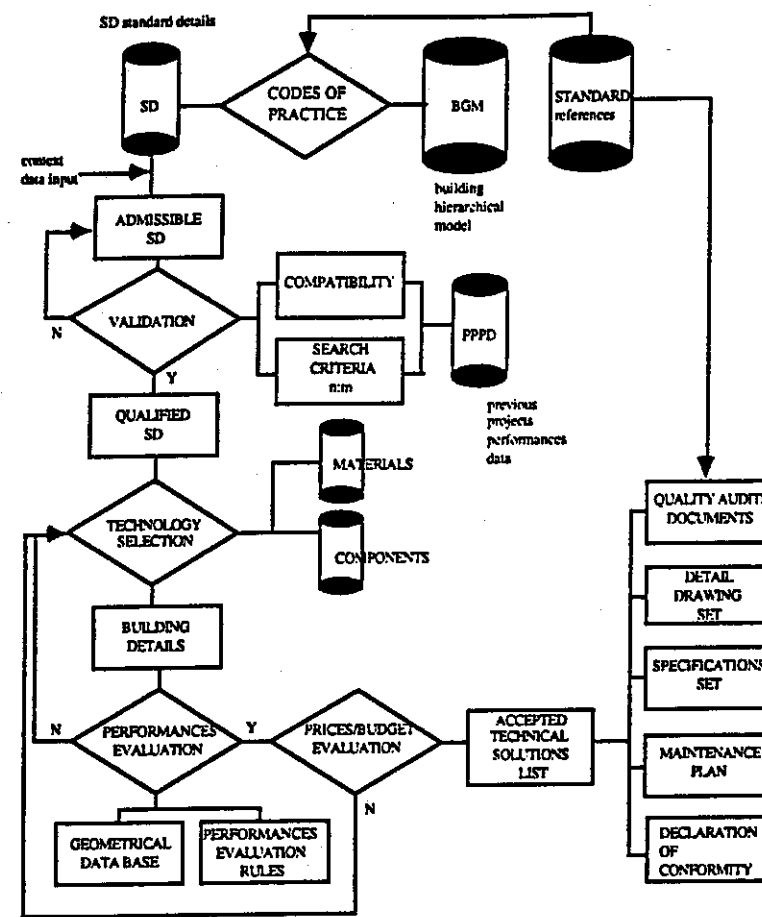 SD standard details
SD
CODES OF
PRACTICE
BGM
STANDARD
references
context
data input
building
hierarchical
model
ADMISSIBLE
SD
COMPATIBILITY
N
VALIDATION
SEARCH
CRITERIA
n:m
PPPD
Y
QUALIFIED
SD
previous
projects
performances
data
MATERIALS
TECHNOLOGY
SELECTION
COMPONENTS
QUALITY AUDITS
DOCUMENTS
DETAIL
DRAWING
SET
BUILDING
DETAILS
SPECIFICATIONS
SET
N
PERFORMANCES
EVALUATION
Y
PRICES/BUDGET
EVALUATION
ACCEPTED
TECHNICAL
SOLUTIONS
LIST
MAINTENANCE
PLAN
N
GEOMETRICAL
DATA BASE
PERFORMANCES
EVALUATION
RULES
DECLARATION
OF
CONFORMITY